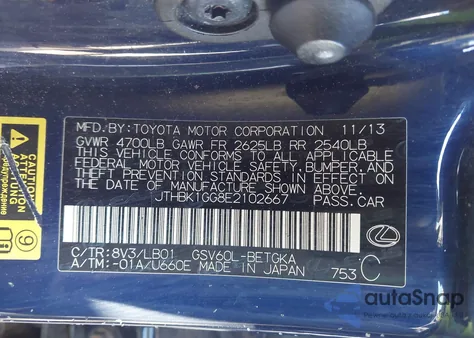 MFD.BY:TOYOTA MOTOR CORPORATION 11/13
GVWR 4700LB GAWR FR 2625LB RR 2540LB
THIS VEHICLE CONFORMS TO ALL APPLICABLE
FEDERAL MOTOR VEHICLE SAFETY, BUMPER, AND
THEFT PREVENTION STANDARDS IN EFFECT ON
THE DATE OF MANUFACTURE SHOWN ABOVE.
JTHBK1GG8E2102667 PASS.CAR
C/TR:8V3/LB01 GSV60L-BETGKA
A/TM:-01A/U660E MADE IN JAPAN 753 C
9
autoSnap